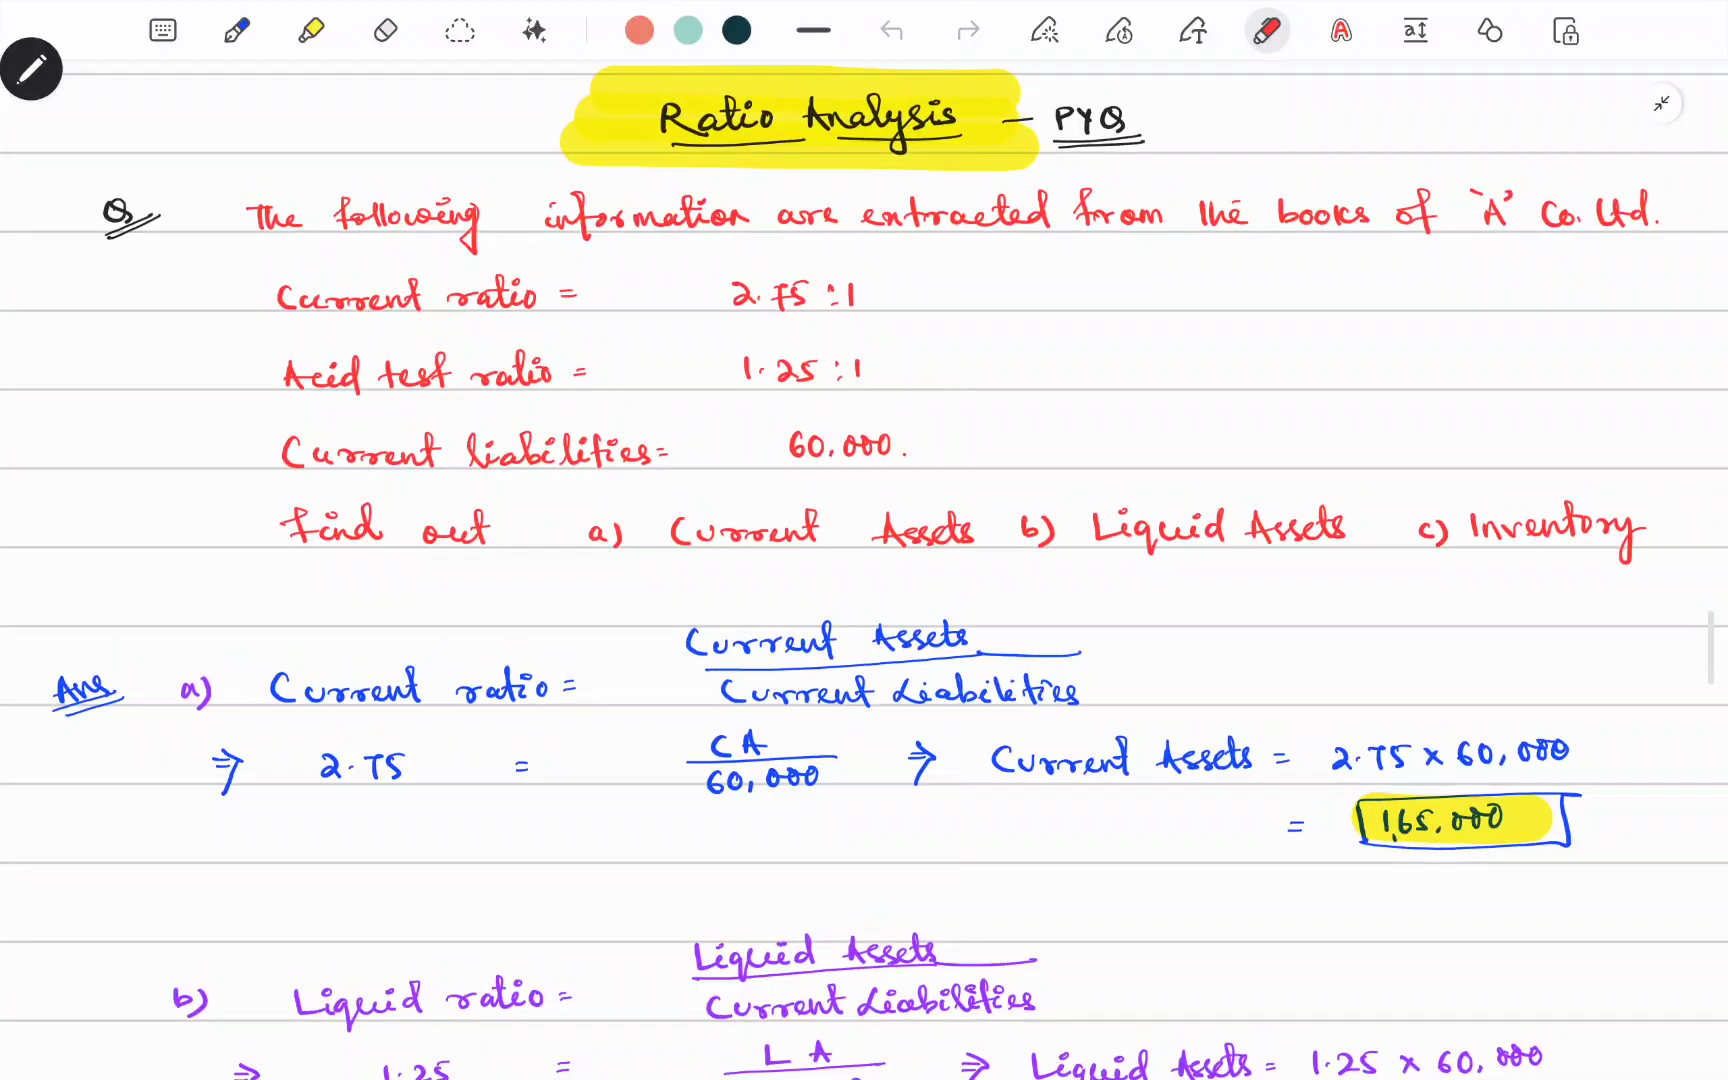 Ratio Analysis - PYQ
Q The following information are extracted from the books of 'A' Co. Ltd.
Current ratio = 2.75 : 1
Acid test ratio = 1.25 : 1
Current liabilities = 60,000.
Find out a) Current Assets b) Liquid Assets c) Inventory
Ans a) Current ratio = Current Assets / Current Liabilities
⇒ 2.75 = CA / 60,000 ⇒ Current Assets = 2.75 × 60,000
= 1,65,000
b) Liquid ratio = Liquid Assets / Current Liabilities
⇒ 1.25 = LA ⇒ Liquid Assets = 1.25 × 60,000